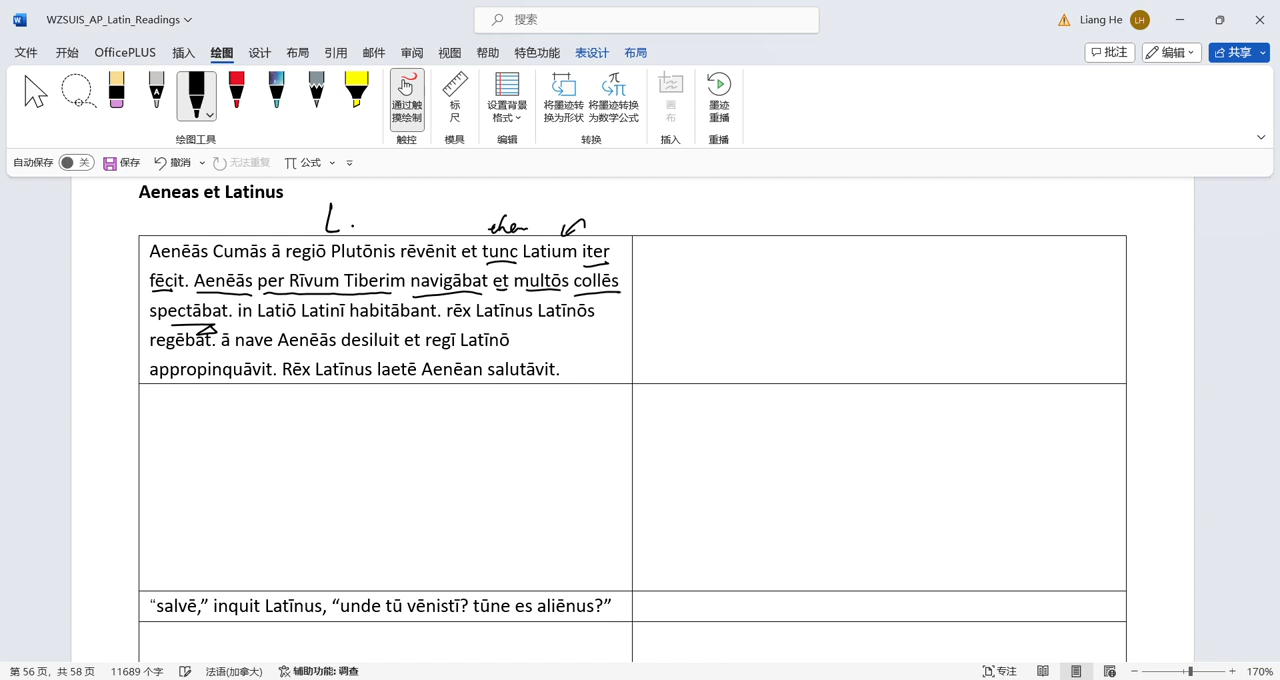 WZSUIS_AP_Latin_Readings
搜索
Liang He LH
文件 开始 OfficePLUS 插入 绘图 设计 布局 引用 邮件 审阅 视图 帮助 特色功能 表设计 布局 批注 编辑 共享
通过触摸绘制 标尺 设置背景格式 将墨迹转换为形状 将墨迹转换为数学公式 画布 墨迹重播
绘图工具 触控 模具 编辑 转换 插入 重播
自动保存 关 保存 撤消 无法重复 公式
Aeneas et Latinus
L.
Aenēās Cumās ā regiō Plutōnis rēvēnit et tunc Latium iter
fēcit. Aenēās per Rīvum Tiberim navigābat et multōs collēs
spectābat. in Latiō Latinī habitābant. rēx Latīnus Latīnōs
regēbat. ā nave Aenēās desiluit et regī Latīnō
appropinquāvit. Rēx Latīnus laetē Aenēan salutāvit.
“salvē,” inquit Latīnus, “unde tū vēnistī? tūne es aliēnus?”
第 56 页，共 58 页 11689 个字 法语(加拿大) 辅助功能: 调查 专注 170%